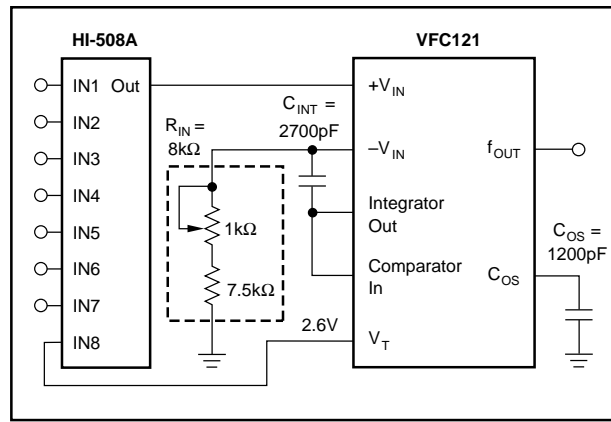 HI-508A
IN1 Out
IN2
IN3
IN4
IN5
IN6
IN7
IN8
R_IN =
8kΩ
1kΩ
7.5kΩ
C_INT =
2700pF
2.6V
VFC121
+V_IN
–V_IN
f_OUT
Integrator
Out
Comparator
In
C_OS
V_T
C_OS =
1200pF